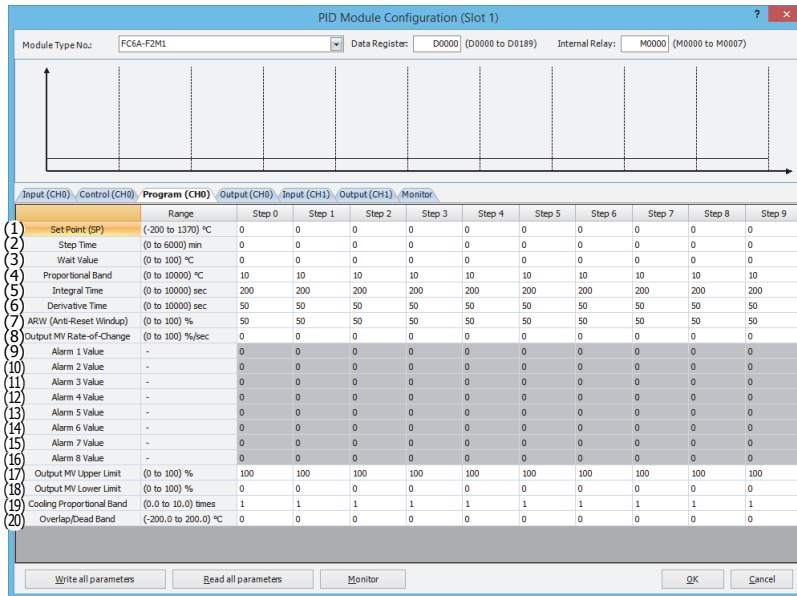 PID Module Configuration (Slot 1) ? ×
Module Type No.: FC6A-F2M1 Data Register: D0000 (D0000 to D0189) Internal Relay: M0000 (M0000 to M0007)
Input (CH0) Control (CH0) Program (CH0) Output (CH0) Input (CH1) Output (CH1) Monitor
Range Step 0 Step 1 Step 2 Step 3 Step 4 Step 5 Step 6 Step 7 Step 8 Step 9
(1) Set Point (SP) (-200 to 1370) °C 0 0 0 0 0 0 0 0 0 0
(2) Step Time (0 to 6000) min 0 0 0 0 0 0 0 0 0 0
(3) Wait Value (0 to 100) °C 0 0 0 0 0 0 0 0 0 0
(4) Proportional Band (0 to 10000) °C 10 10 10 10 10 10 10 10 10 10
(5) Integral Time (0 to 10000) sec 200 200 200 200 200 200 200 200 200 200
(6) Derivative Time (0 to 10000) sec 50 50 50 50 50 50 50 50 50 50
(7) ARW (Anti-Reset Windup) (0 to 100) % 50 50 50 50 50 50 50 50 50 50
(8) Output MV Rate-of-Change (0 to 100) %/sec 0 0 0 0 0 0 0 0 0 0
(9) Alarm 1 Value - 0 0 0 0 0 0 0 0 0 0
(10) Alarm 2 Value - 0 0 0 0 0 0 0 0 0 0
(11) Alarm 3 Value - 0 0 0 0 0 0 0 0 0 0
(12) Alarm 4 Value - 0 0 0 0 0 0 0 0 0 0
(13) Alarm 5 Value - 0 0 0 0 0 0 0 0 0 0
(14) Alarm 6 Value - 0 0 0 0 0 0 0 0 0 0
(15) Alarm 7 Value - 0 0 0 0 0 0 0 0 0 0
(16) Alarm 8 Value - 0 0 0 0 0 0 0 0 0 0
(17) Output MV Upper Limit (0 to 100) % 100 100 100 100 100 100 100 100 100 100
(18) Output MV Lower Limit (0 to 100) % 0 0 0 0 0 0 0 0 0 0
(19) Cooling Proportional Band (0.0 to 10.0) times 1 1 1 1 1 1 1 1 1 1
(20) Overlap/Dead Band (-200.0 to 200.0) °C 0 0 0 0 0 0 0 0 0 0
Write all parameters Read all parameters Monitor OK Cancel